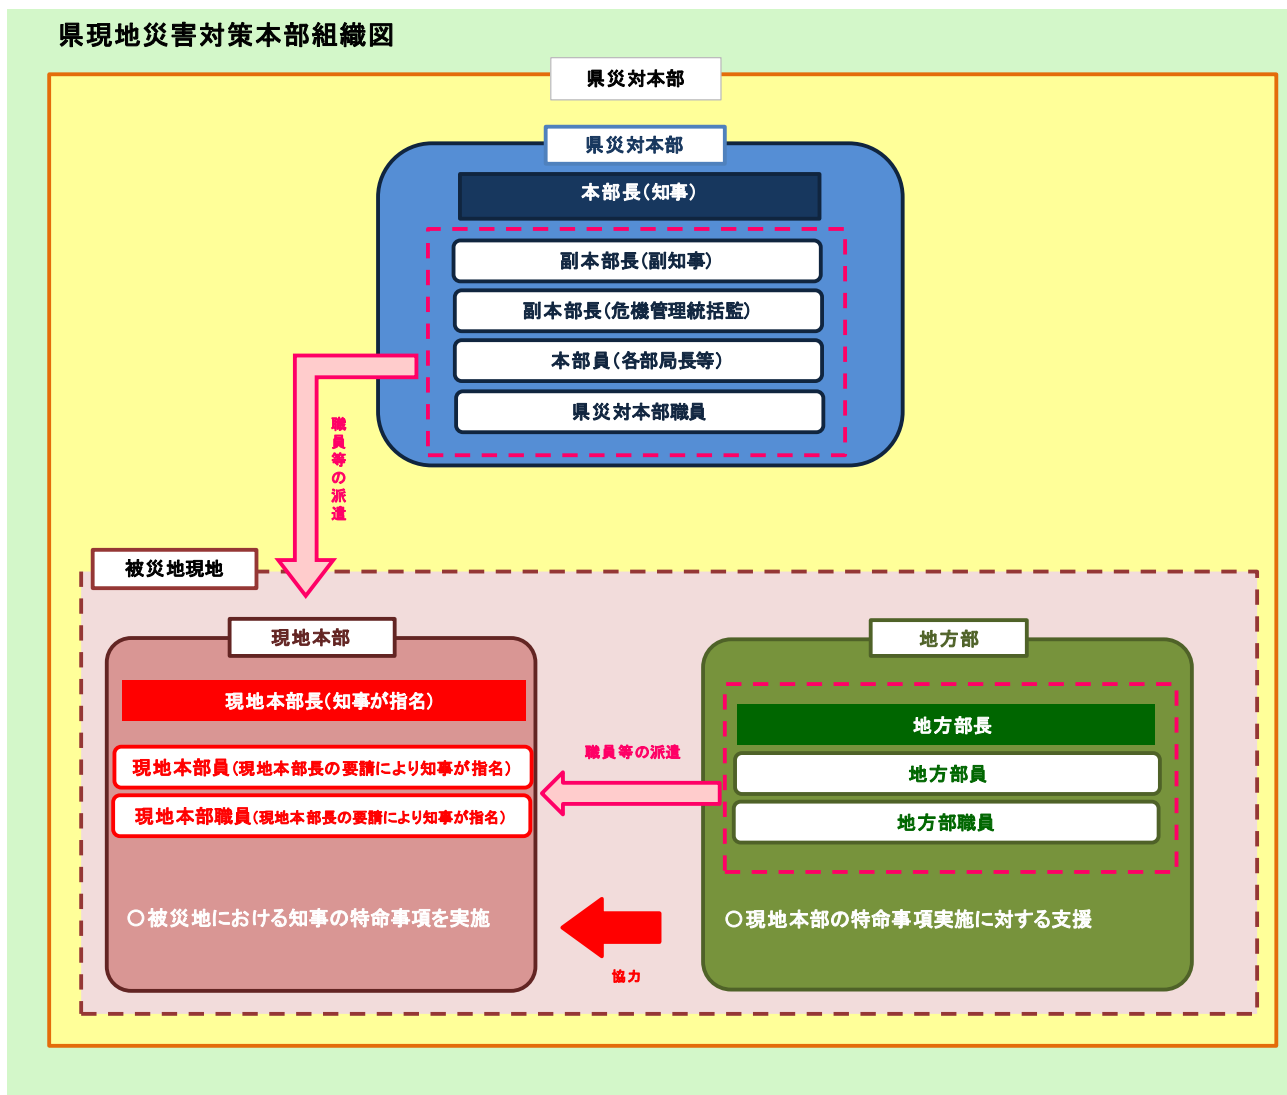 県現地災害対策本部組織図
県災対本部
県災対本部
本部長（知事）
副本部長（副知事）
副本部長（危機管理統括監）
本部員（各部局長等）
県災対本部職員
職員等の派遣
被災地現地
現地本部
現地本部長（知事が指名）
現地本部員（現地本部長の要請により知事が指名）
現地本部職員（現地本部長の要請により知事が指名）
○被災地における知事の特命事項を実施
職員等の派遣
協力
地方部
地方部長
地方部員
地方部職員
○現地本部の特命事項実施に対する支援